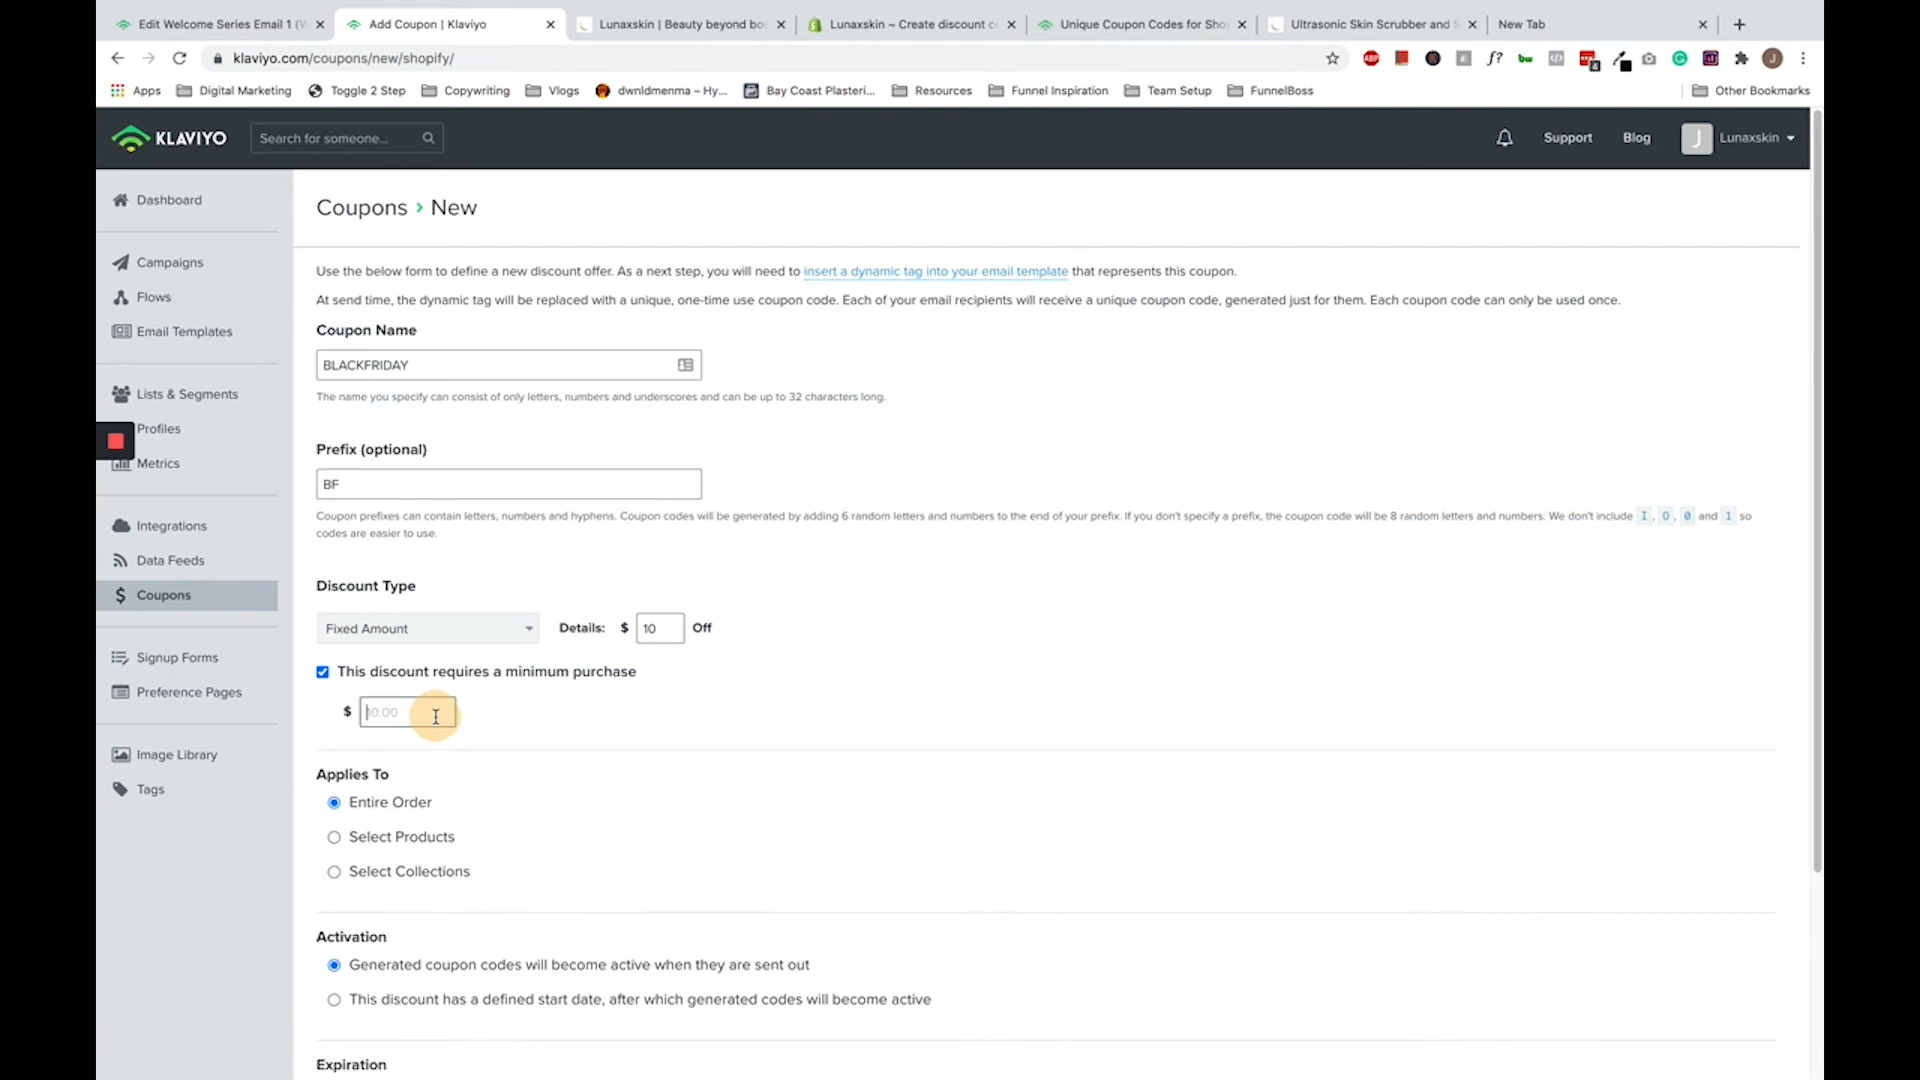 Edit Welcome Series Email 1 (W
Add Coupon | Klaviyo
Lunaxskin | Beauty beyond bo
Lunaxskin ~ Create discount c
Unique Coupon Codes for Sho
Ultrasonic Skin Scrubber and S
New Tab
klaviyo.com/coupons/new/shopify/
Apps
Digital Marketing
Toggle 2 Step
Copywriting
Vlogs
dwnldmenma – Hy...
Bay Coast Plasteri...
Resources
Funnel Inspiration
Team Setup
FunnelBoss
Other Bookmarks
KLAVIYO
Search for someone...
Support
Blog
J
Lunaxskin
Dashboard
Campaigns
Flows
Email Templates
Lists & Segments
Profiles
Metrics
Integrations
Data Feeds
Coupons
Signup Forms
Preference Pages
Image Library
Tags
Coupons › New
Use the below form to define a new discount offer. As a next step, you will need to insert a dynamic tag into your email template that represents this coupon.
At send time, the dynamic tag will be replaced with a unique, one-time use coupon code. Each of your email recipients will receive a unique coupon code, generated just for them. Each coupon code can only be used once.
Coupon Name
BLACKFRIDAY
The name you specify can consist of only letters, numbers and underscores and can be up to 32 characters long.
Prefix (optional)
BF
Coupon prefixes can contain letters, numbers and hyphens. Coupon codes will be generated by adding 6 random letters and numbers to the end of your prefix. If you don't specify a prefix, the coupon code will be 8 random letters and numbers. We don't include I, O, 0 and 1 so
codes are easier to use.
Discount Type
Fixed Amount
Details: $ 10 Off
This discount requires a minimum purchase
$ 10.00
Applies To
Entire Order
Select Products
Select Collections
Activation
Generated coupon codes will become active when they are sent out
This discount has a defined start date, after which generated codes will become active
Expiration